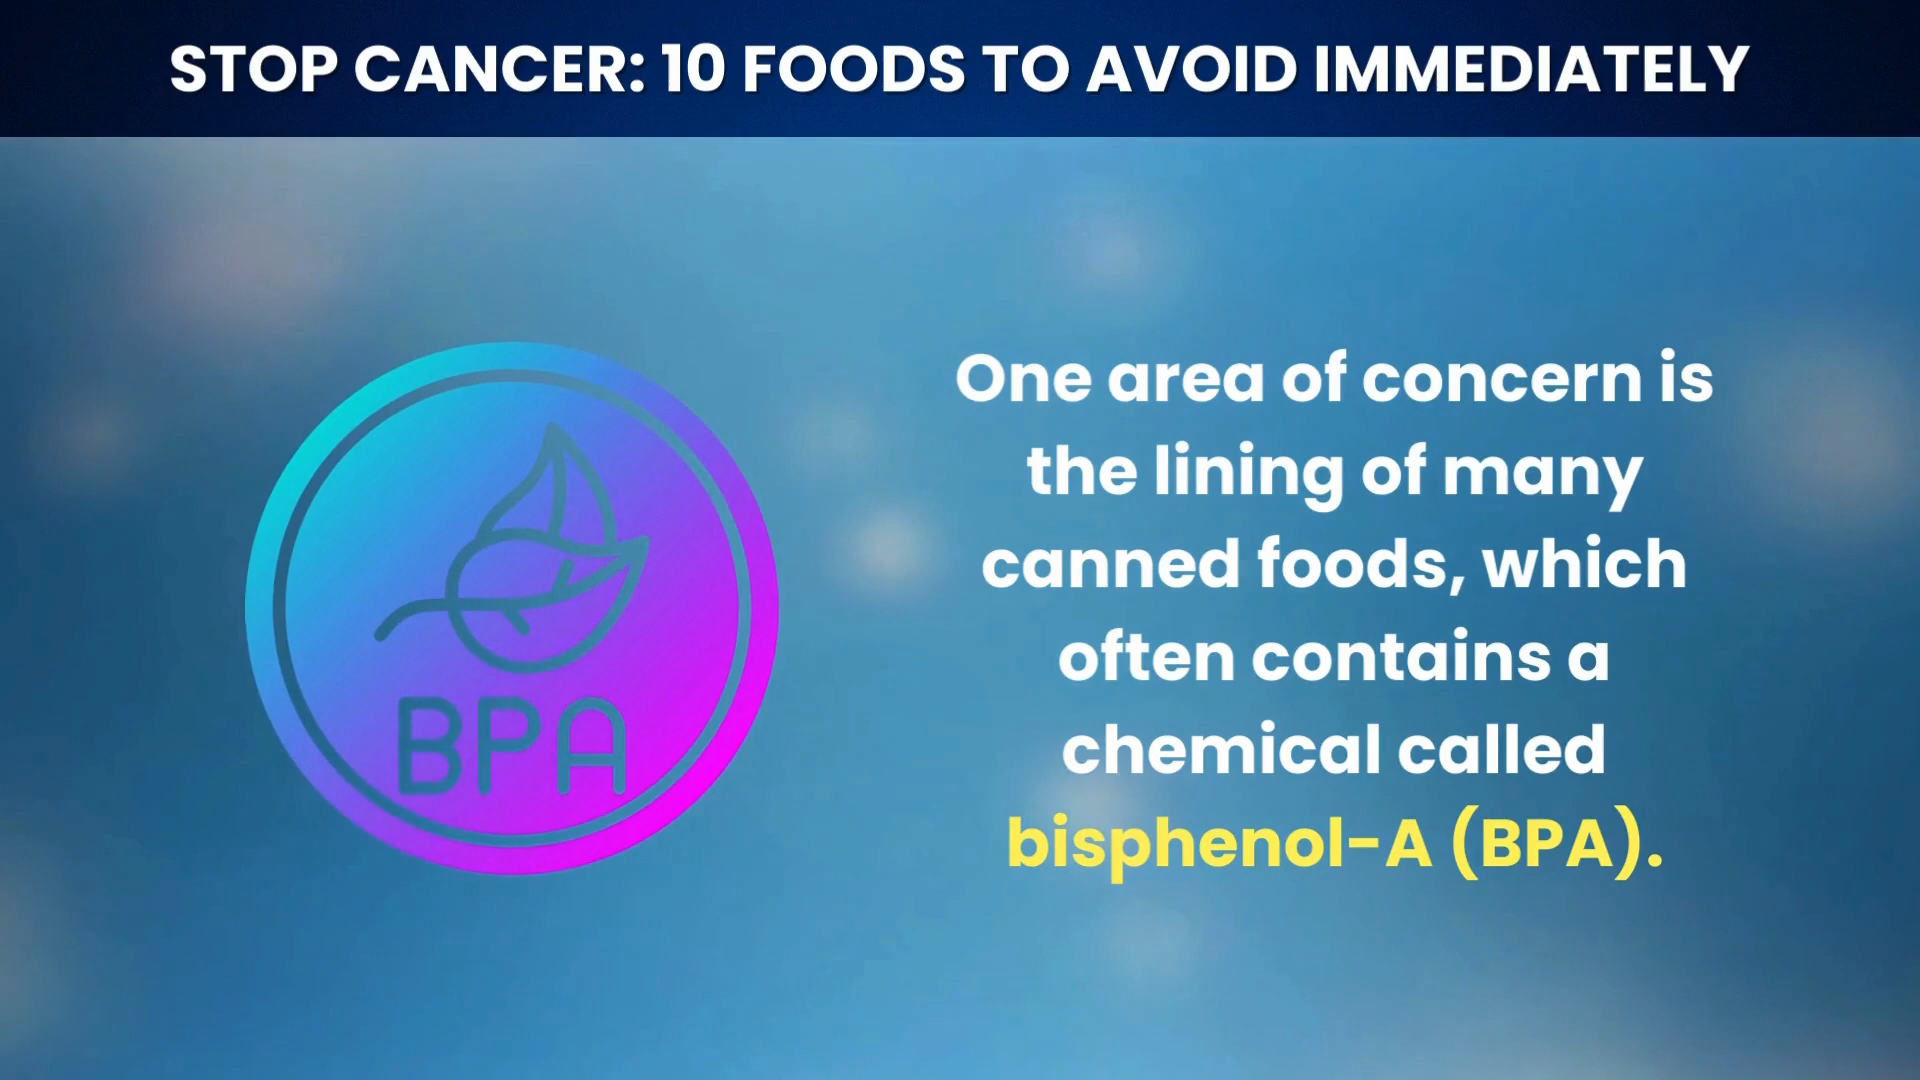 STOP CANCER: 10 FOODS TO AVOID IMMEDIATELY
BPA
One area of concern is
the lining of many
canned foods, which
often contains a
chemical called
bisphenol-A (BPA).